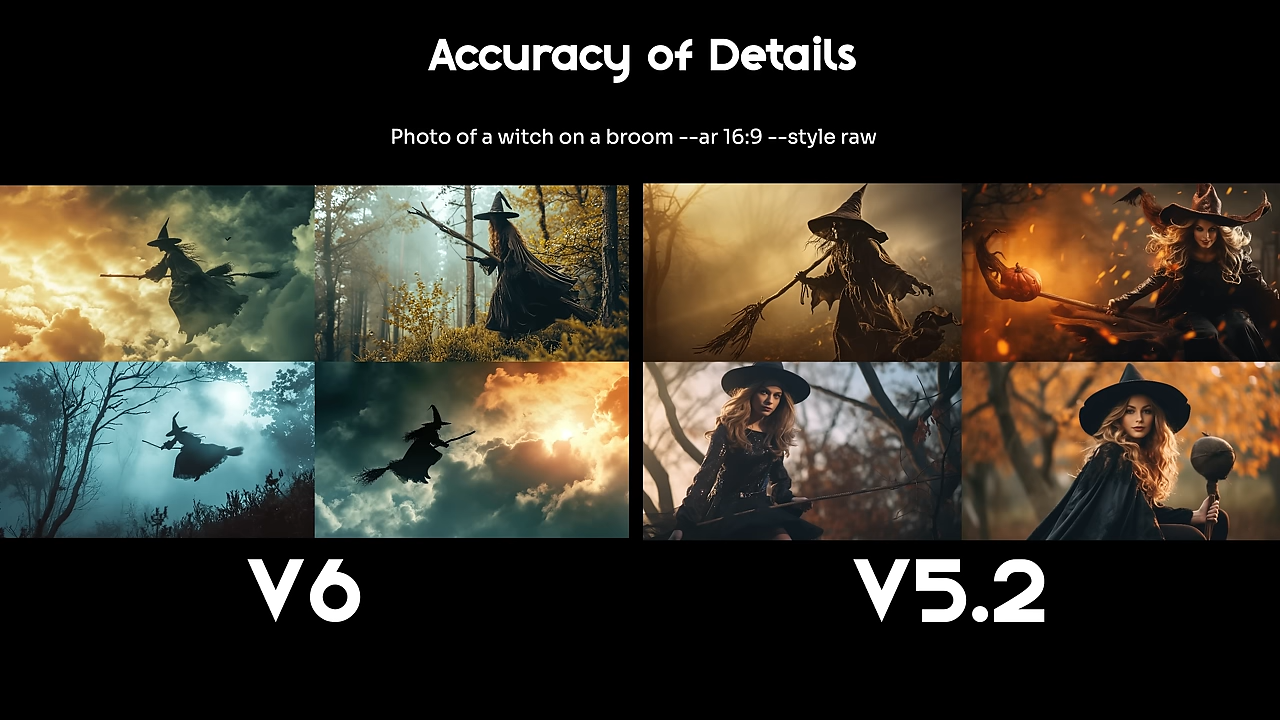 Accuracy of Details
Photo of a witch on a broom --ar 16:9 --style raw
V6
V5.2